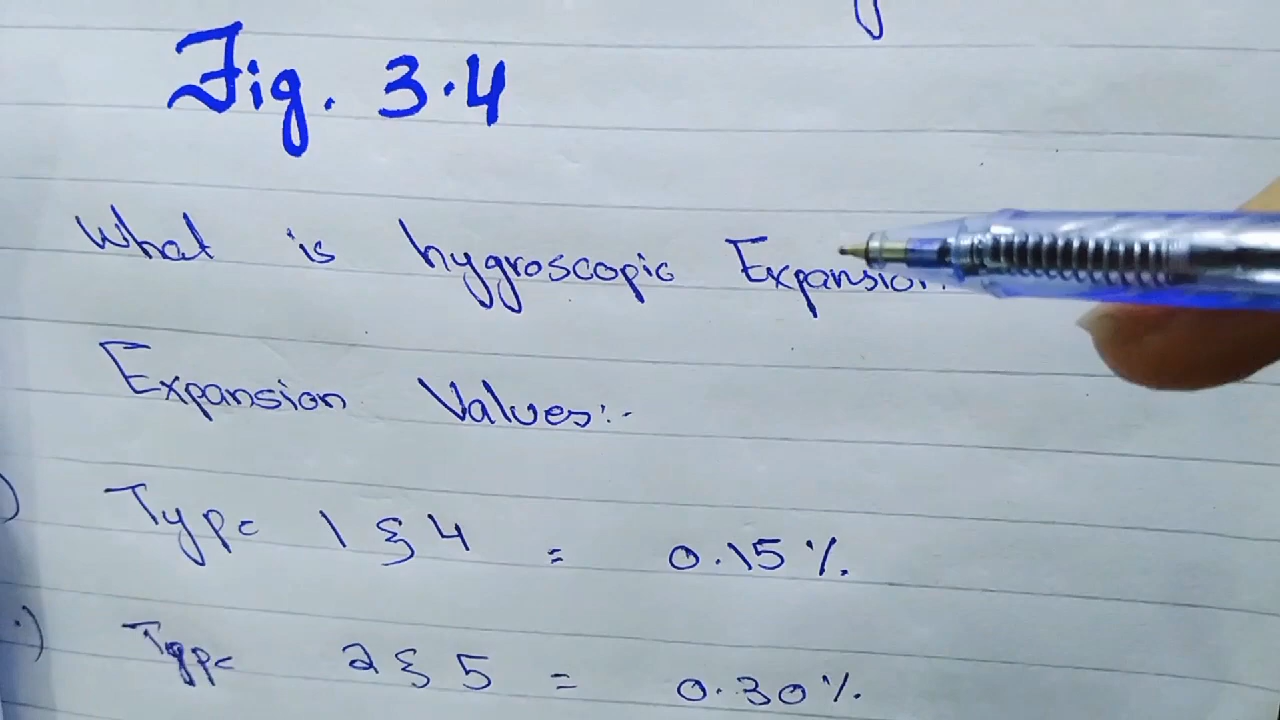 Fig. 3.4
What is hygroscopic Expansion
Expansion Values:-
) Type 1 & 4 = 0.15%.
) Type 2 & 5 = 0.30%.